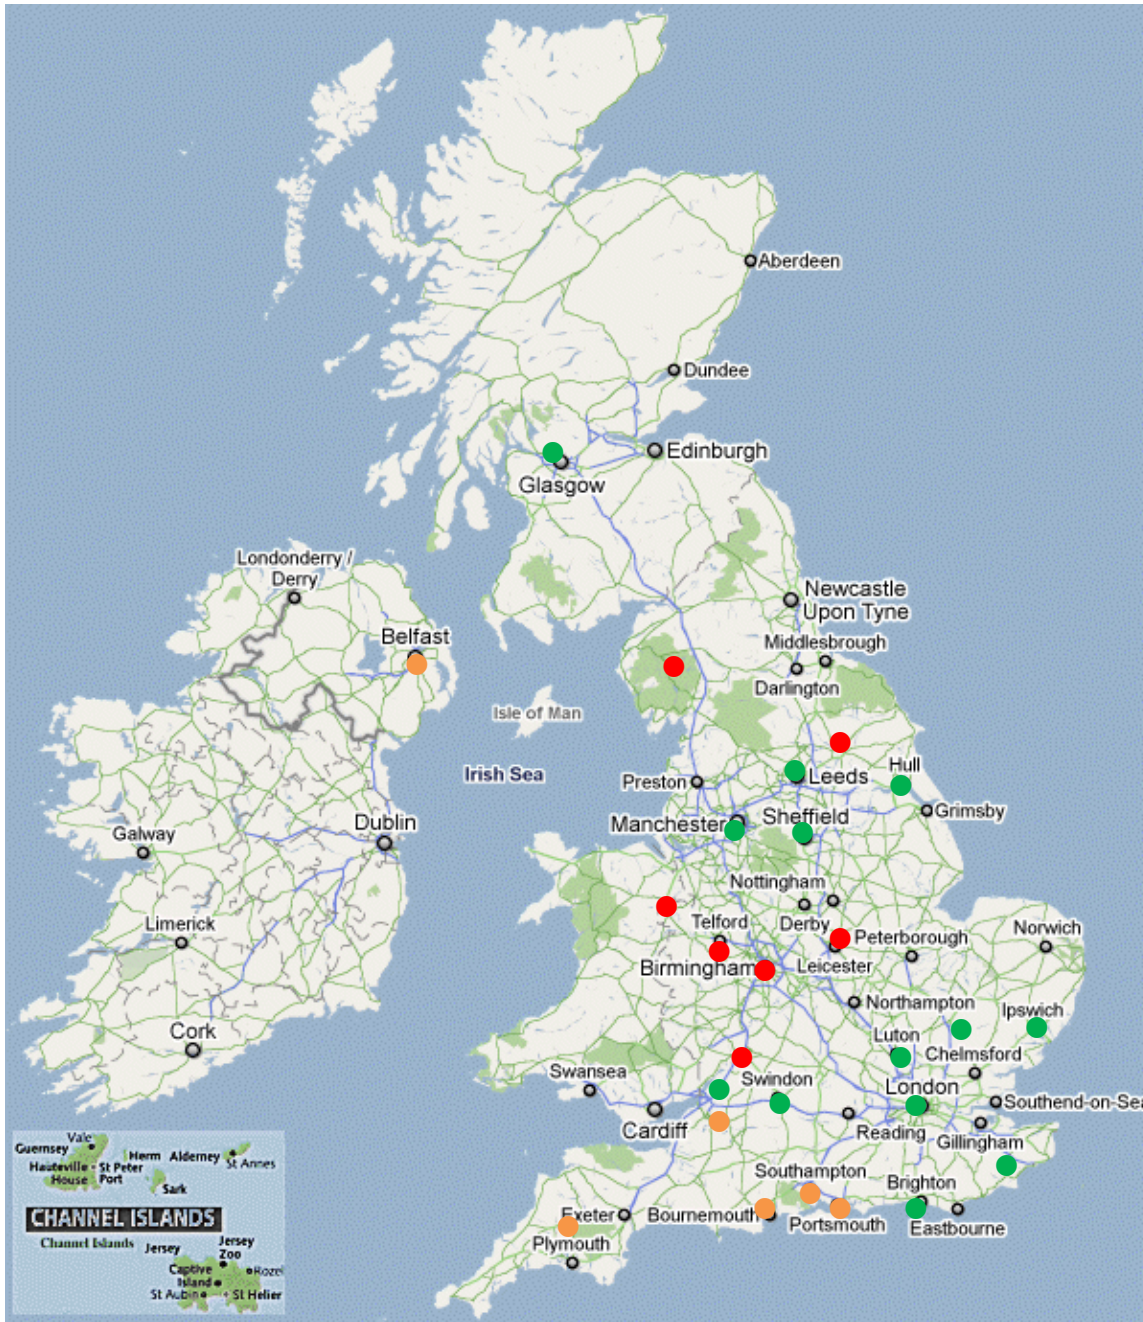 Aberdeen
Dundee
Edinburgh
Glasgow
Londonderry /
Derry
Newcastle
Upon Tyne
Belfast
Middlesbrough
Darlington
Isle of Man
Irish Sea
Preston
Leeds
Hull
Manchester
Sheffield
Grimsby
Galway
Dublin
Nottingham
Limerick
Telford
Derby
Peterborough
Norwich
Birmingham
Leicester
Northampton
Ipswich
Cork
Luton
Chelmsford
Swansea
Swindon
London
Southend-on-Sea
Cardiff
Reading
Gillingham
Southampton
Brighton
Exeter
Bournemouth
Portsmouth
Eastbourne
Plymouth
Vale
Guernsey
Herm
Alderney
St Annes
Hauteville
House
St Peter
Port
Sark
CHANNEL ISLANDS
Channel Islands
Jersey
Jersey
Zoo
Captive
Island
Rozel
St Aubin
St Helier